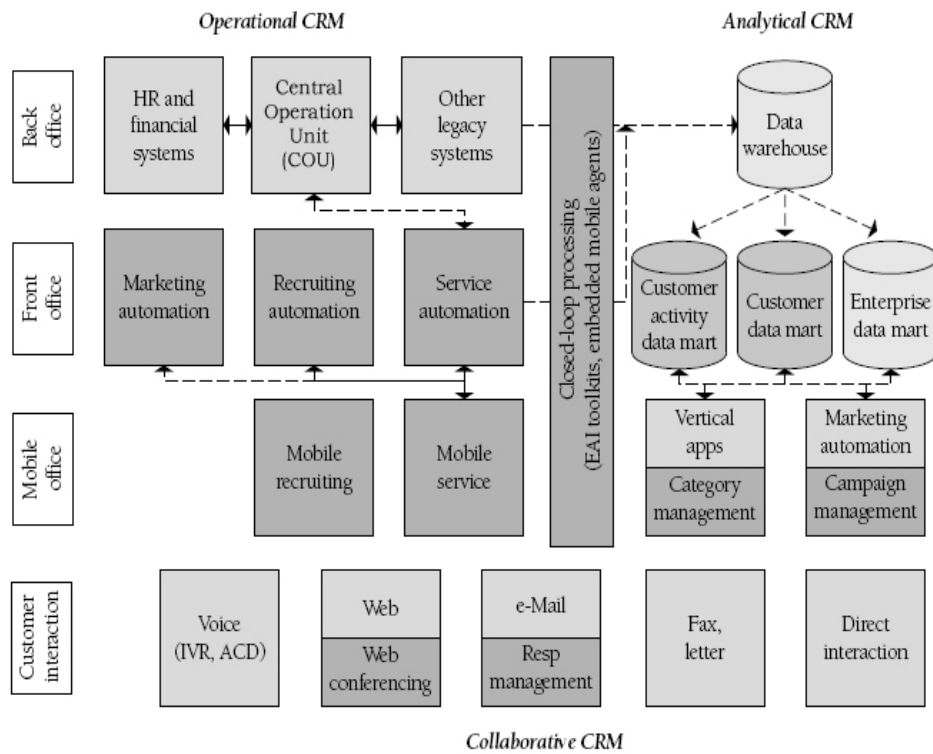 Operational CRM
Analytical CRM
Back
office
HR and
financial
systems
Central
Operation
Unit
(COU)
Other
legacy
systems
Data
warehouse
Closed-loop processing
(EAI toolkits, embedded mobile agents)
Front
office
Marketing
automation
Recruiting
automation
Service
automation
Customer
activity
data mart
Customer
data mart
Enterprise
data mart
Mobile
office
Mobile
recruiting
Mobile
service
Vertical
apps
Category
management
Marketing
automation
Campaign
management
Customer
interaction
Voice
(IVR, ACD)
Web
Web
conferencing
e-Mail
Resp
management
Fax,
letter
Direct
interaction
Collaborative CRM